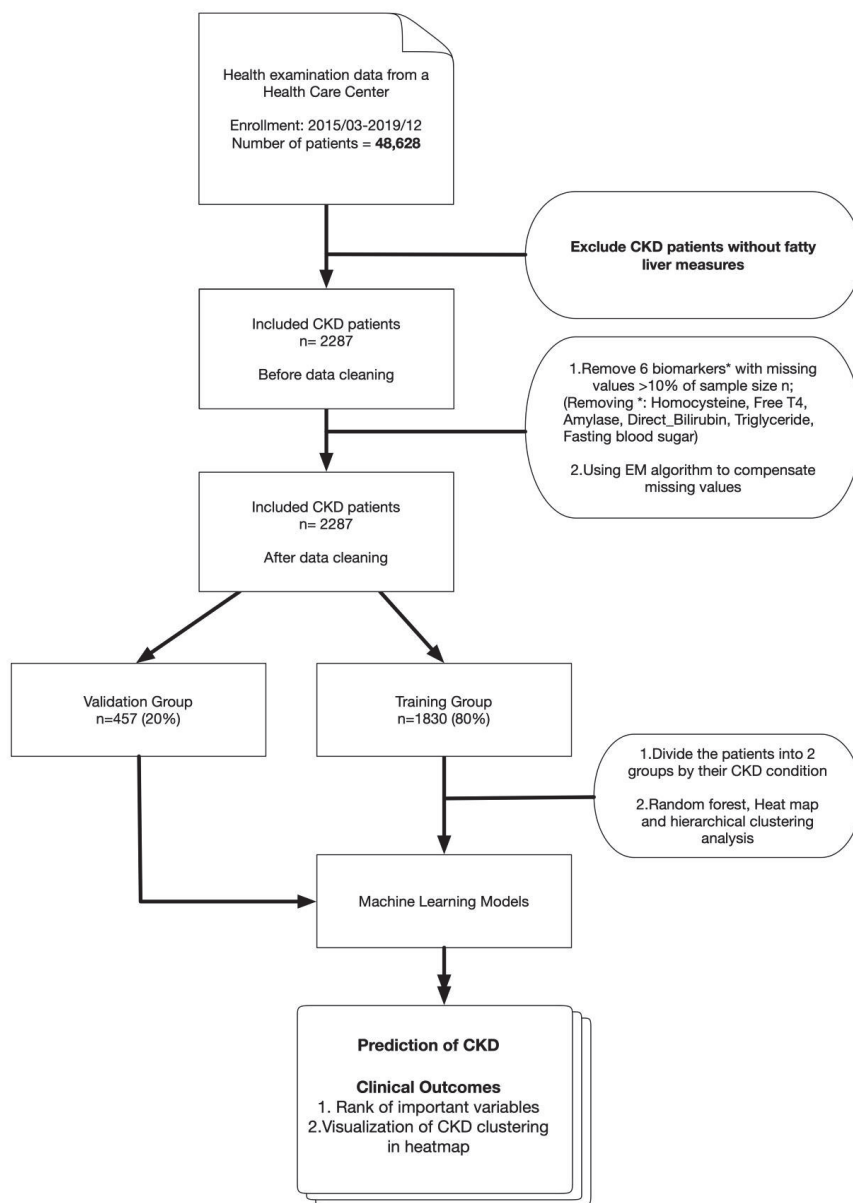 Health examination data from a
Health Care Center
Enrollment: 2015/03-2019/12
Number of patients = 48,628
Exclude CKD patients without fatty
liver measures
Included CKD patients
n= 2287
Before data cleaning
1.Remove 6 biomarkers* with missing
values >10% of sample size n;
(Removing *: Homocysteine, Free T4,
Amylase, Direct_Bilirubin, Triglyceride,
Fasting blood sugar)
2.Using EM algorithm to compensate
missing values
Included CKD patients
n= 2287
After data cleaning
Validation Group
n=457 (20%)
Training Group
n=1830 (80%)
1.Divide the patients into 2
groups by their CKD condition
2.Random forest, Heat map
and hierarchical clustering
analysis
Machine Learning Models
Prediction of CKD
Clinical Outcomes
1. Rank of important variables
2.Visualization of CKD clustering
in heatmap